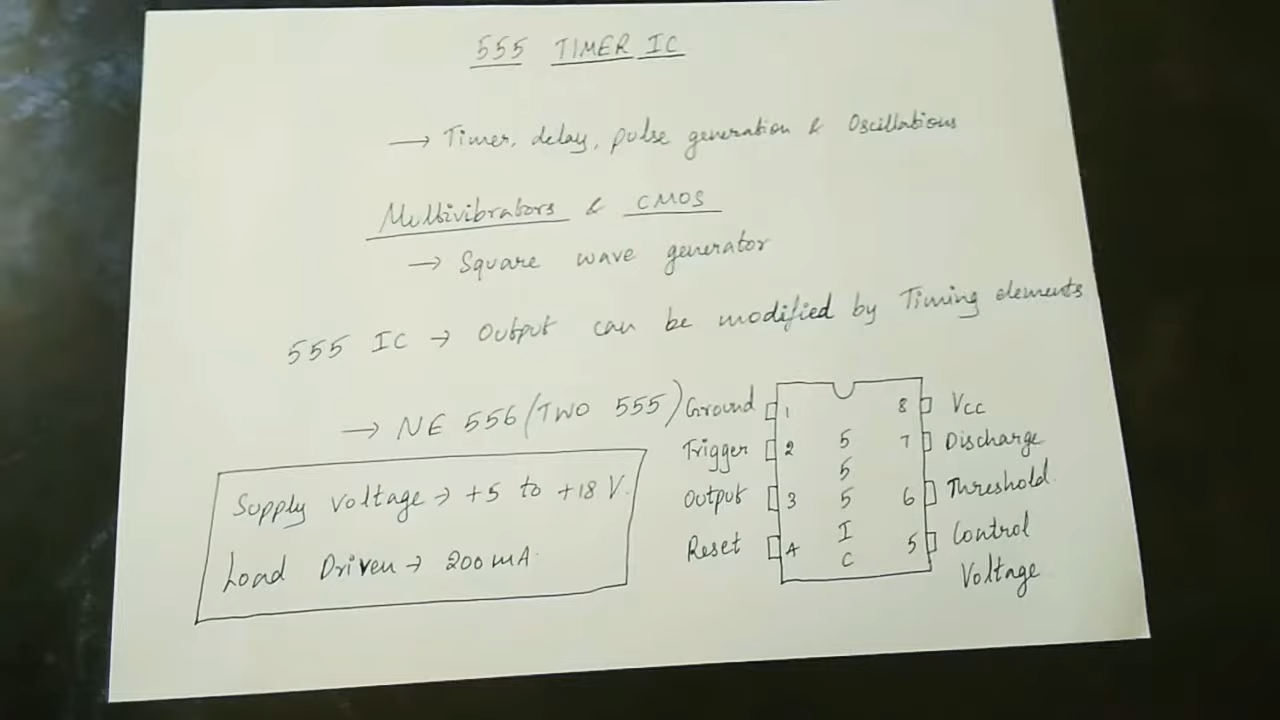 555 TIMER IC
→ Timer, delay, pulse generation & Oscillations
Multivibrators & CMOS
→ Square wave generator
555 IC → Output can be modified by Timing elements
→ NE 556 (TWO 555)
Supply Voltage → +5 to +18 V.
Load Driven → 200 mA.
Ground 1 8 Vcc
Trigger 2 5 7 Discharge
5
Output 3 5 6 Threshold.
Reset 4 I 5 Control
C Voltage